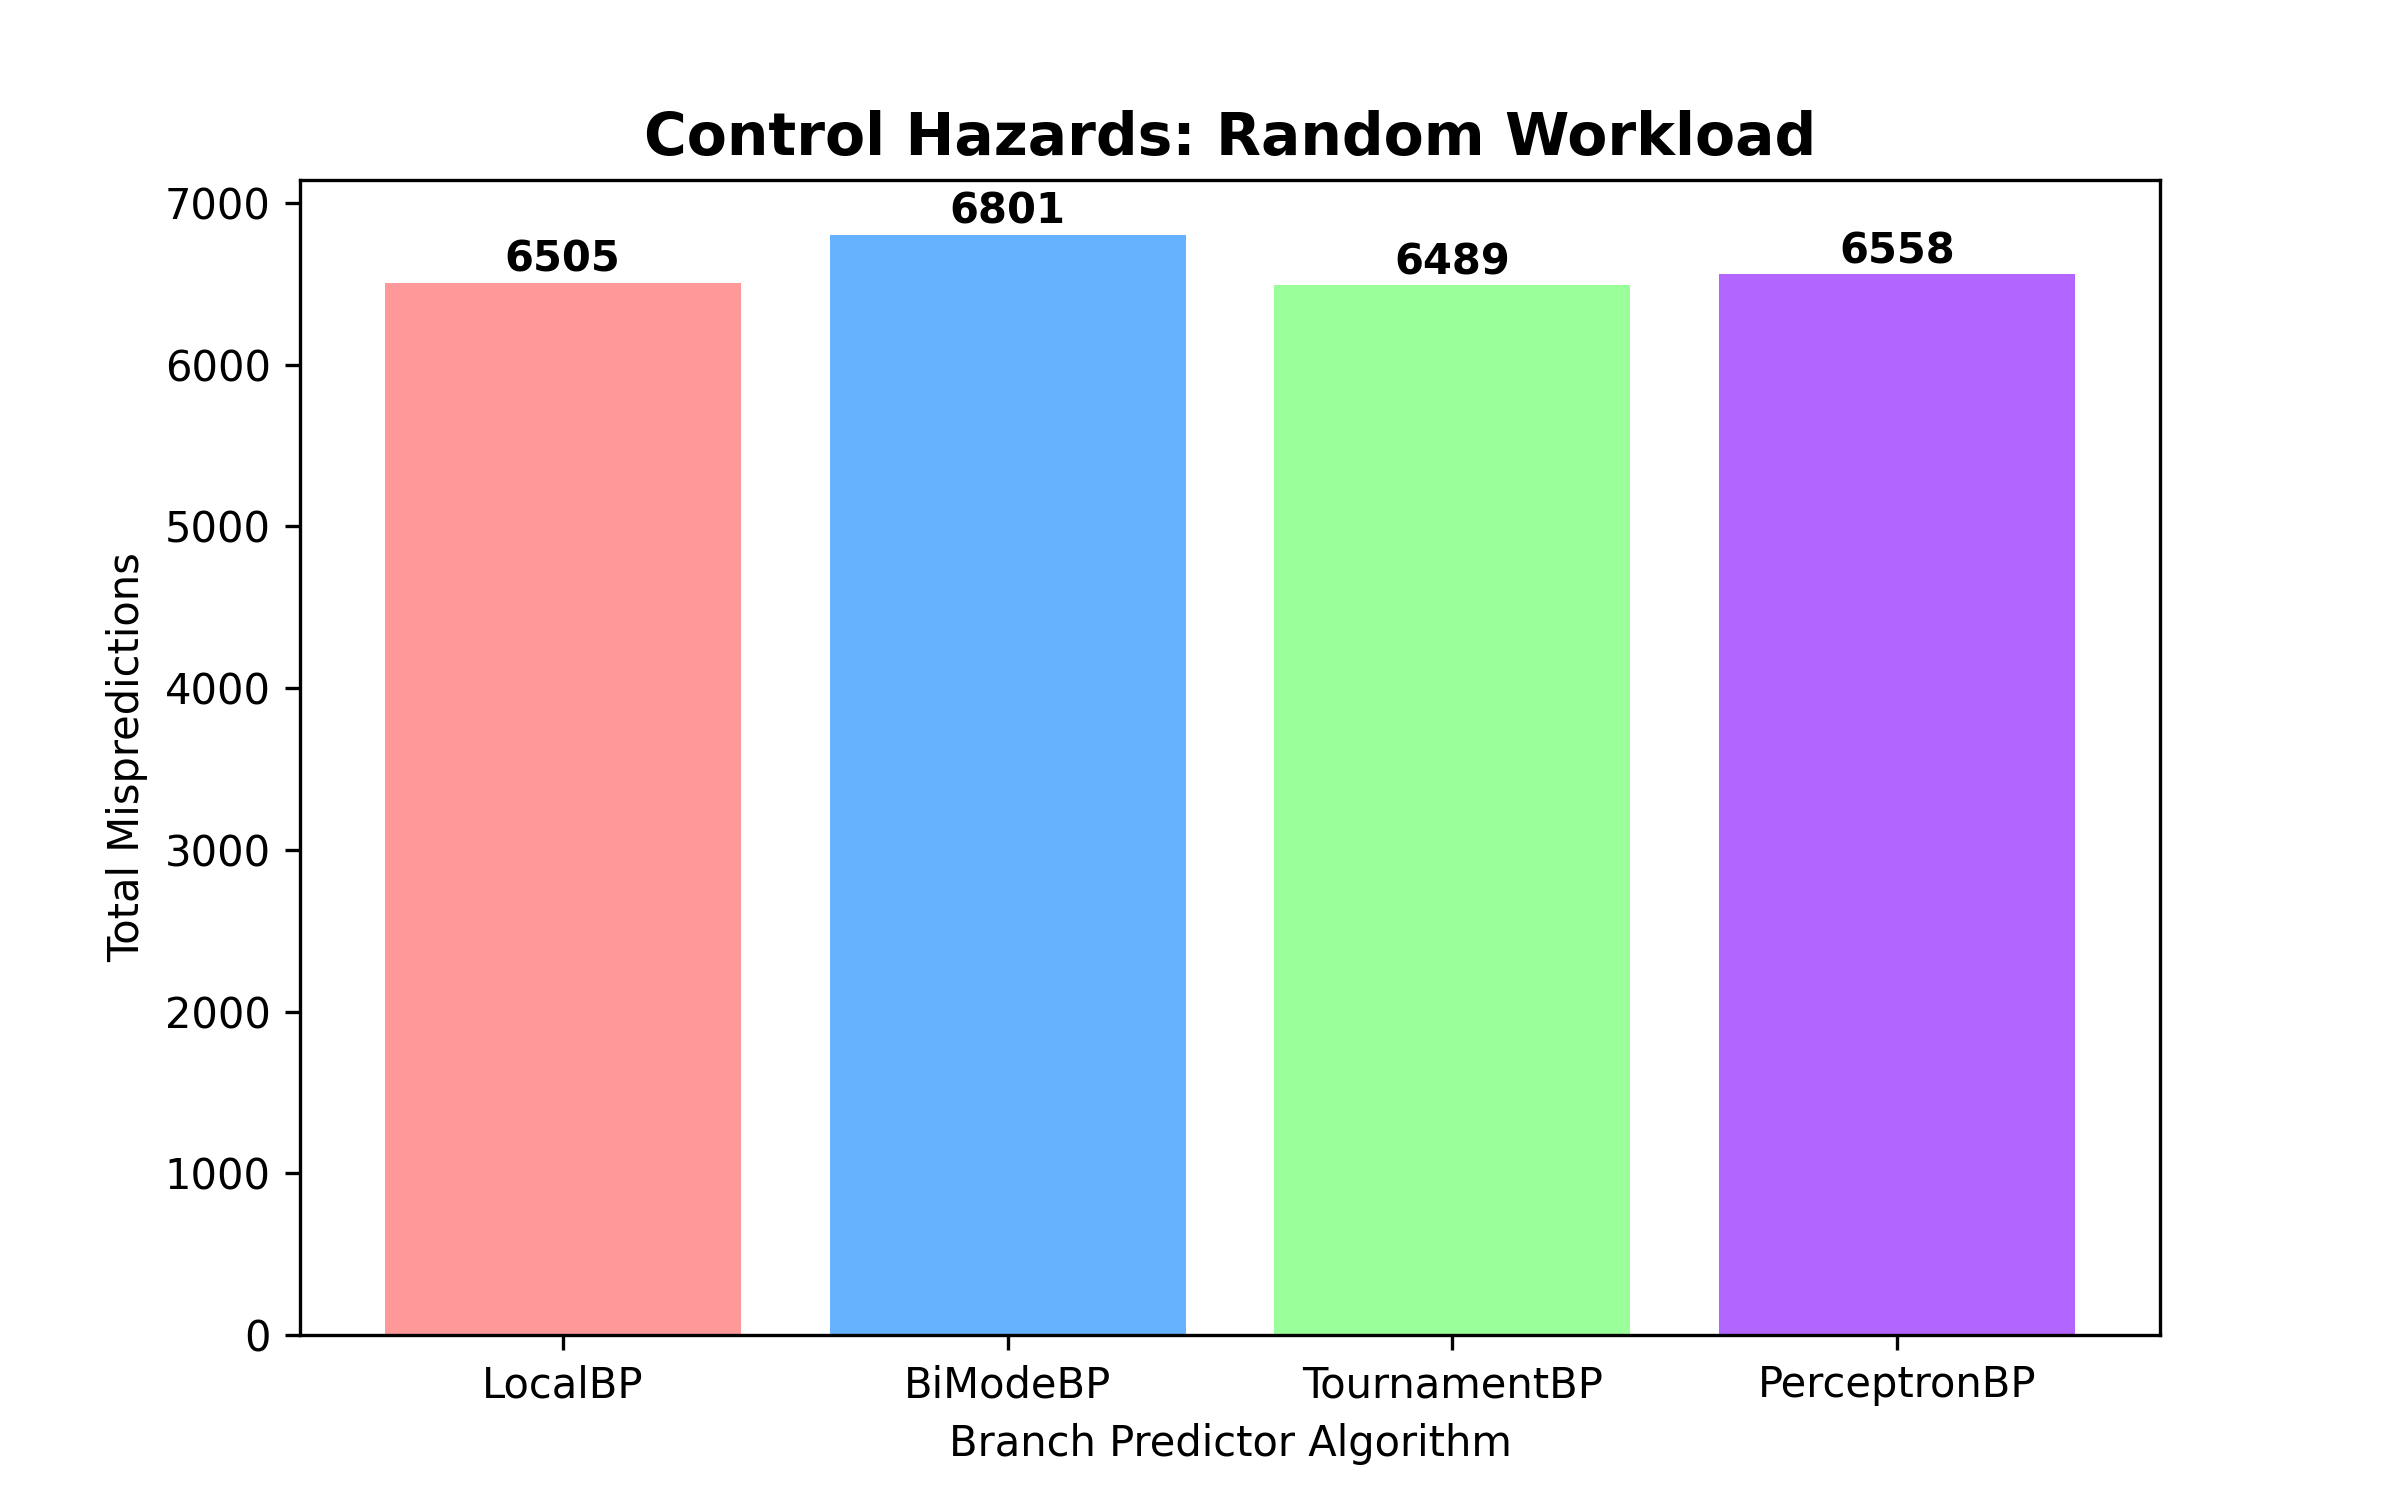 Control Hazards: Random Workload
7000
6000
5000
4000
3000
2000
1000
0
Total Mispredictions
6505
6801
6489
6558
LocalBP
BiModeBP
TournamentBP
PerceptronBP
Branch Predictor Algorithm